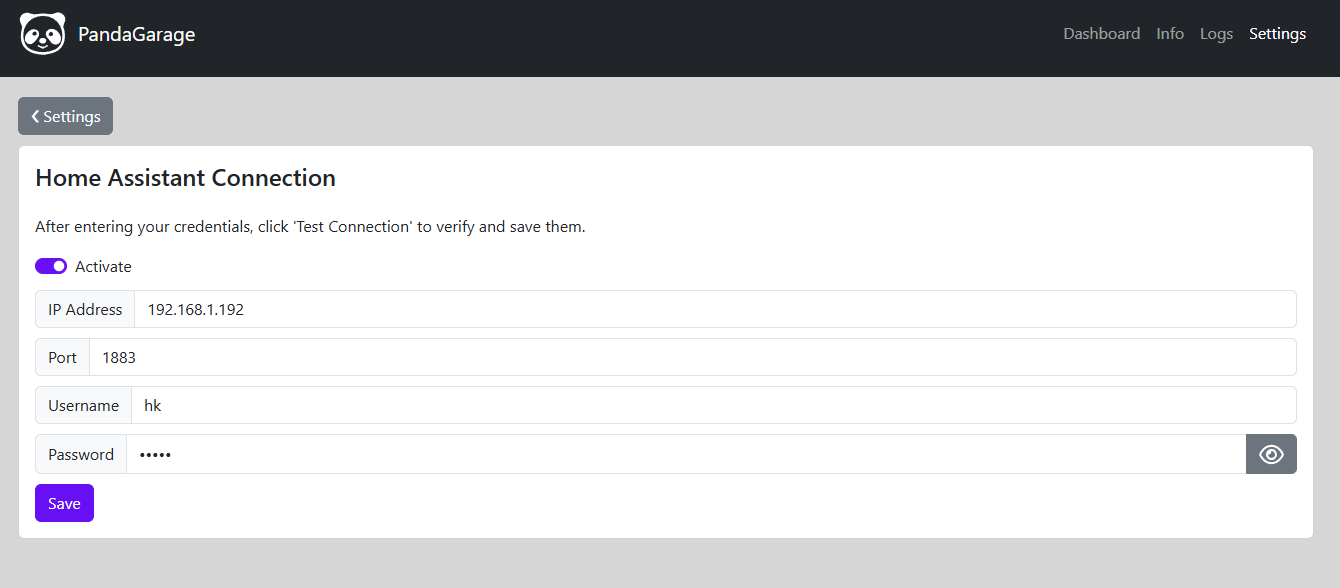 PandaGarage
Dashboard Info Logs Settings
Settings
Home Assistant Connection
After entering your credentials, click 'Test Connection' to verify and save them.
Activate
IP Address 192.168.1.192
Port 1883
Username hk
Password •••••
Save